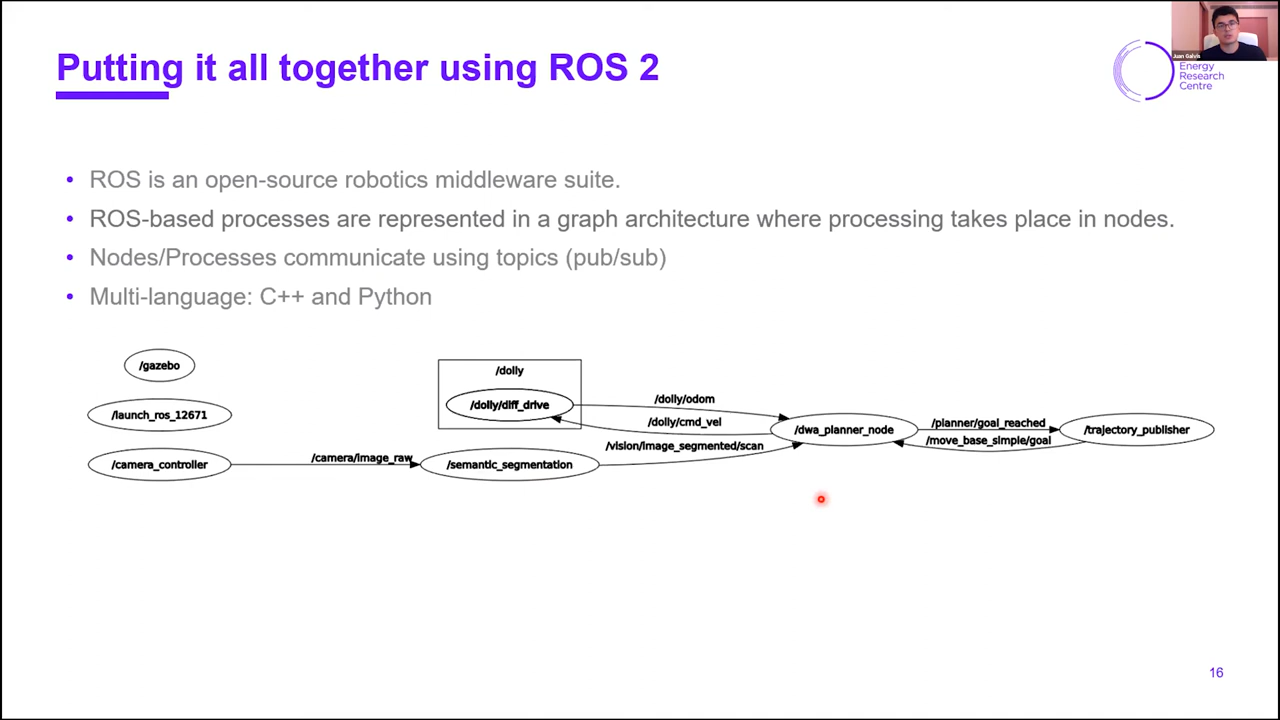 Putting it all together using ROS 2
Juan Galvis
Energy
Research
Centre
• ROS is an open-source robotics middleware suite.
• ROS-based processes are represented in a graph architecture where processing takes place in nodes.
• Nodes/Processes communicate using topics (pub/sub)
• Multi-language: C++ and Python
/gazebo
/launch_ros_12671
/camera_controller
/camera/image_raw
/dolly
/dolly/diff_drive
/semantic_segmentation
/dolly/odom
/dolly/cmd_vel
/vision/image_segmented/scan
/dwa_planner_node
/planner/goal_reached
/move_base_simple/goal
/trajectory_publisher
16